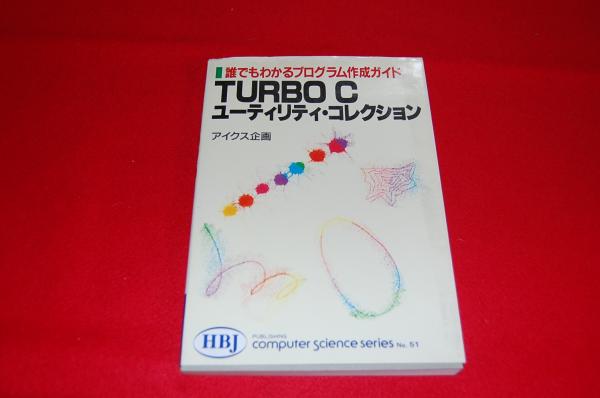 誰でもわかるプログラム作成ガイド
TURBO C
ユーティリティ・コレクション
アイクス企画
HBJ
PUBLISHING
computer science series No. 51